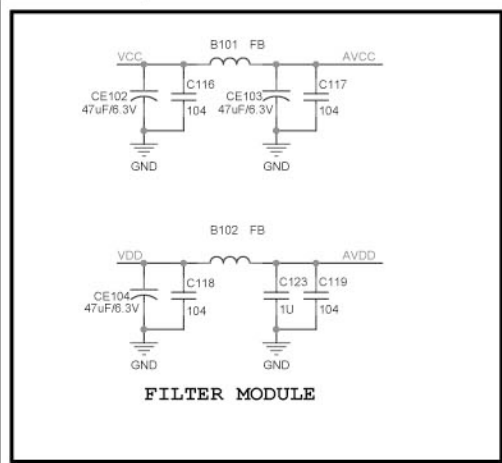 B101 FB
VCC AVCC
C116 C117
CE102 CE103
47uF/6.3V 104 47uF/6.3V 104
GND GND
B102 FB
VDD AVDD
C118 C123 C119
CE104
47uF/6.3V 104 1U 104
GND GND
FILTER MODULE